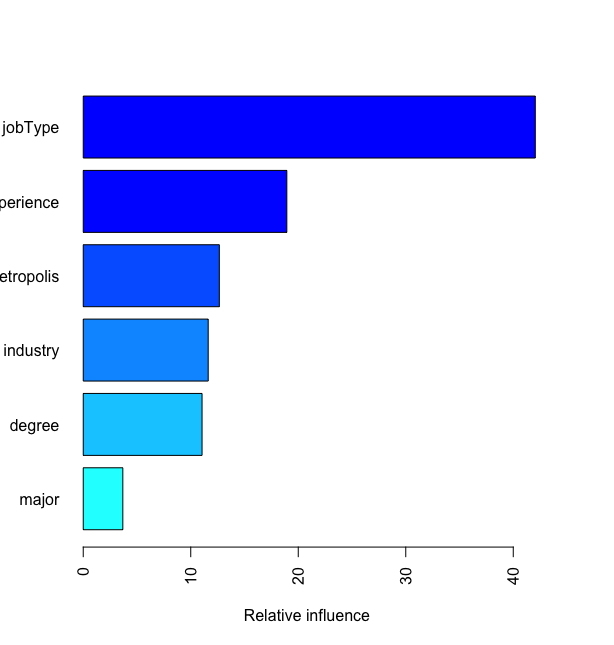 jobType
perience
etropolis
industry
degree
major
0 10 20 30 40
Relative influence